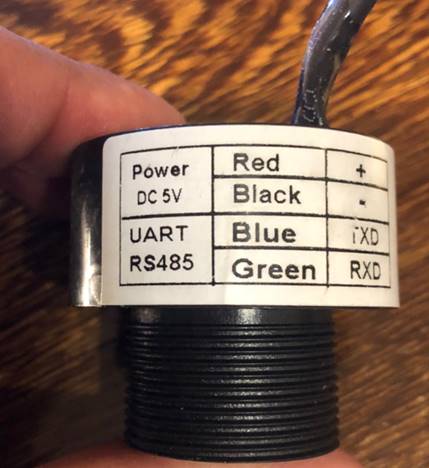 Power Red +
DC 5V Black -
UART Blue TXD
RS485 Green RXD